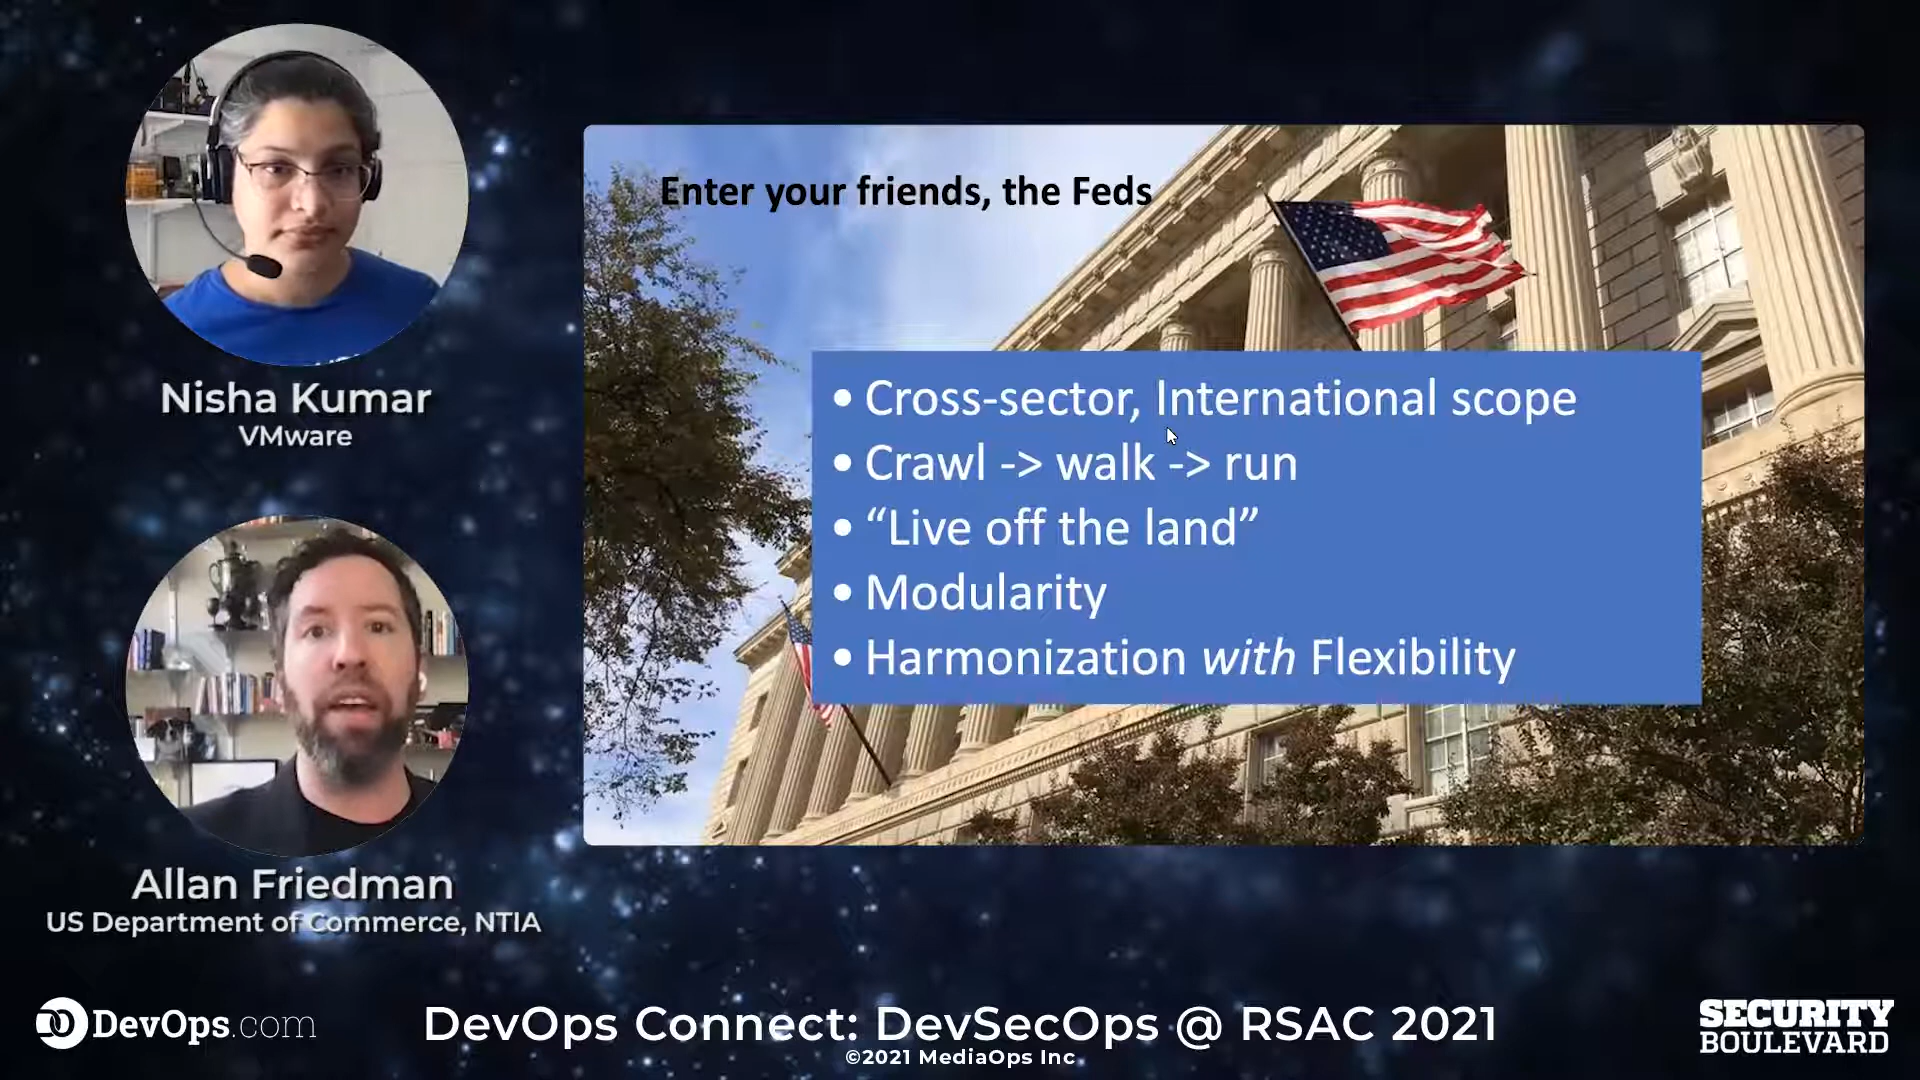 Nisha Kumar
VMware
Allan Friedman
US Department of Commerce, NTIA
Enter your friends, the Feds
• Cross-sector, International scope
• Crawl -> walk -> run
• “Live off the land”
• Modularity
• Harmonization with Flexibility
DevOps.com
DevOps Connect: DevSecOps @ RSAC 2021
©2021 MediaOps Inc
SECURITY
BOULEVARD